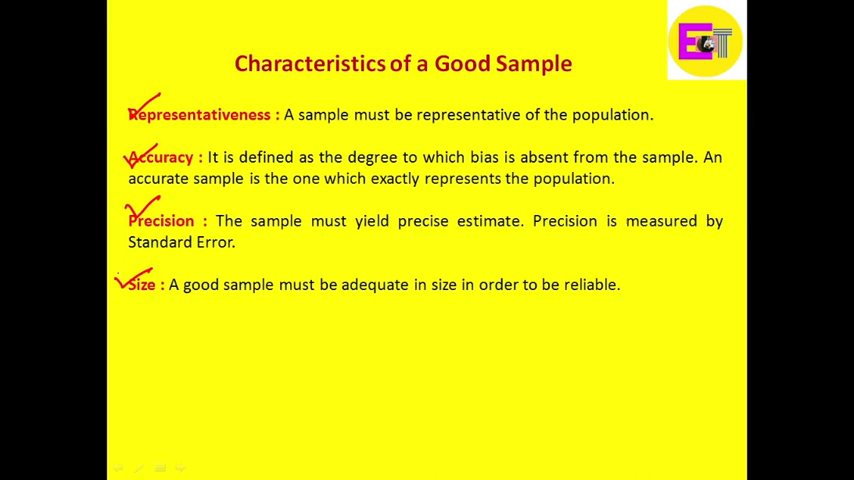 ECT
Characteristics of a Good Sample
Representativeness : A sample must be representative of the population.
Accuracy : It is defined as the degree to which bias is absent from the sample. An
accurate sample is the one which exactly represents the population.
Precision : The sample must yield precise estimate. Precision is measured by
Standard Error.
Size : A good sample must be adequate in size in order to be reliable.